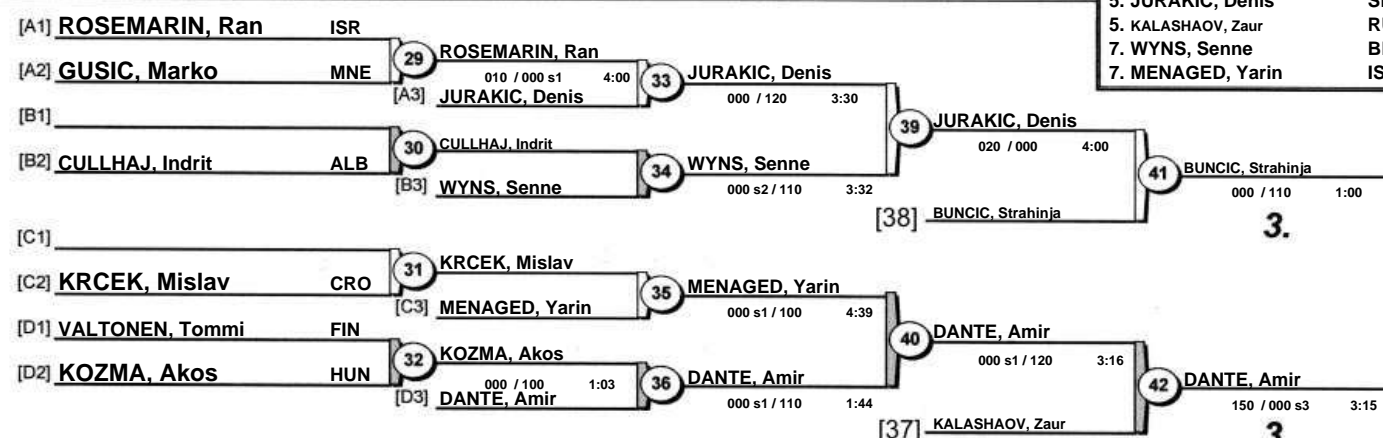 5. JURAKIC, Denis
5. KALASHAOV, Zaur
7. WYNS, Senne
7. MENAGED, Yarin
[A1] ROSEMARIN, Ran ISR
[A2] GUSIC, Marko MNE
29
ROSEMARIN, Ran
010 / 000 s1 4:00
[A3] JURAKIC, Denis
33
JURAKIC, Denis
000 / 120 3:30
[B1]
[B2] CULLHAJ, Indrit ALB
30
CULLHAJ, Indrit
[B3] WYNS, Senne
34
WYNS, Senne
000 s2 / 110 3:32
39
JURAKIC, Denis
020 / 000 4:00
[38] BUNCIC, Strahinja
41
BUNCIC, Strahinja
000 / 110 1:00
3.
[C1]
[C2] KRCEK, Mislav CRO
31
KRCEK, Mislav
[C3] MENAGED, Yarin
35
MENAGED, Yarin
000 s1 / 100 4:39
[D1] VALTONEN, Tommi FIN
[D2] KOZMA, Akos HUN
32
KOZMA, Akos
000 / 100 1:03
[D3] DANTE, Amir
36
DANTE, Amir
000 s1 / 110 1:44
40
DANTE, Amir
000 s1 / 120 3:16
[37] KALASHAOV, Zaur
42
DANTE, Amir
150 / 000 s3 3:15
3.